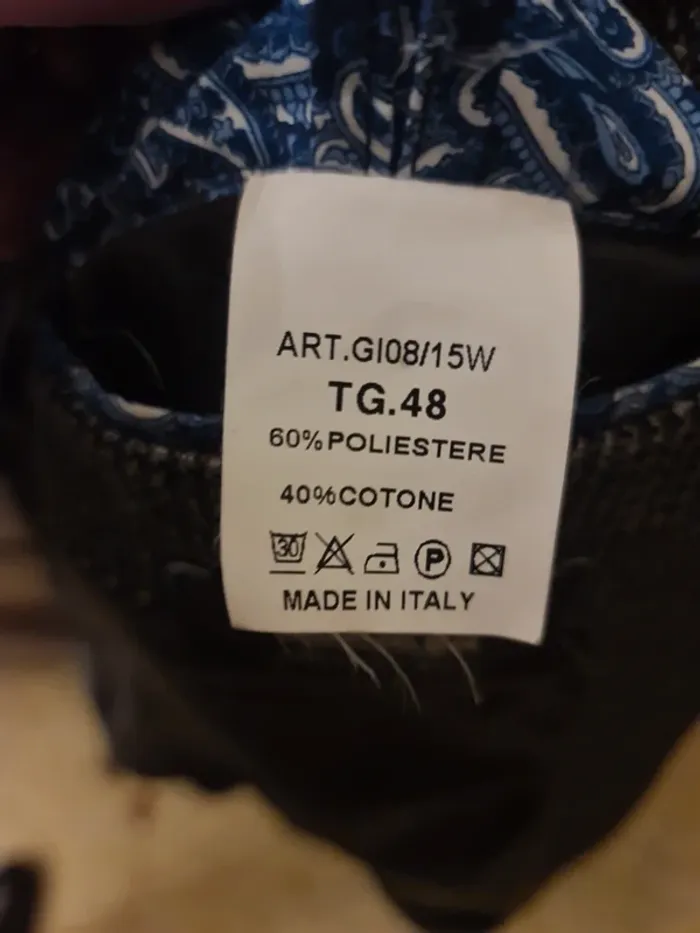 ART.GI08/15W
TG.48
60%POLIESTERE
40%COTONE
30 P
MADE IN ITALY